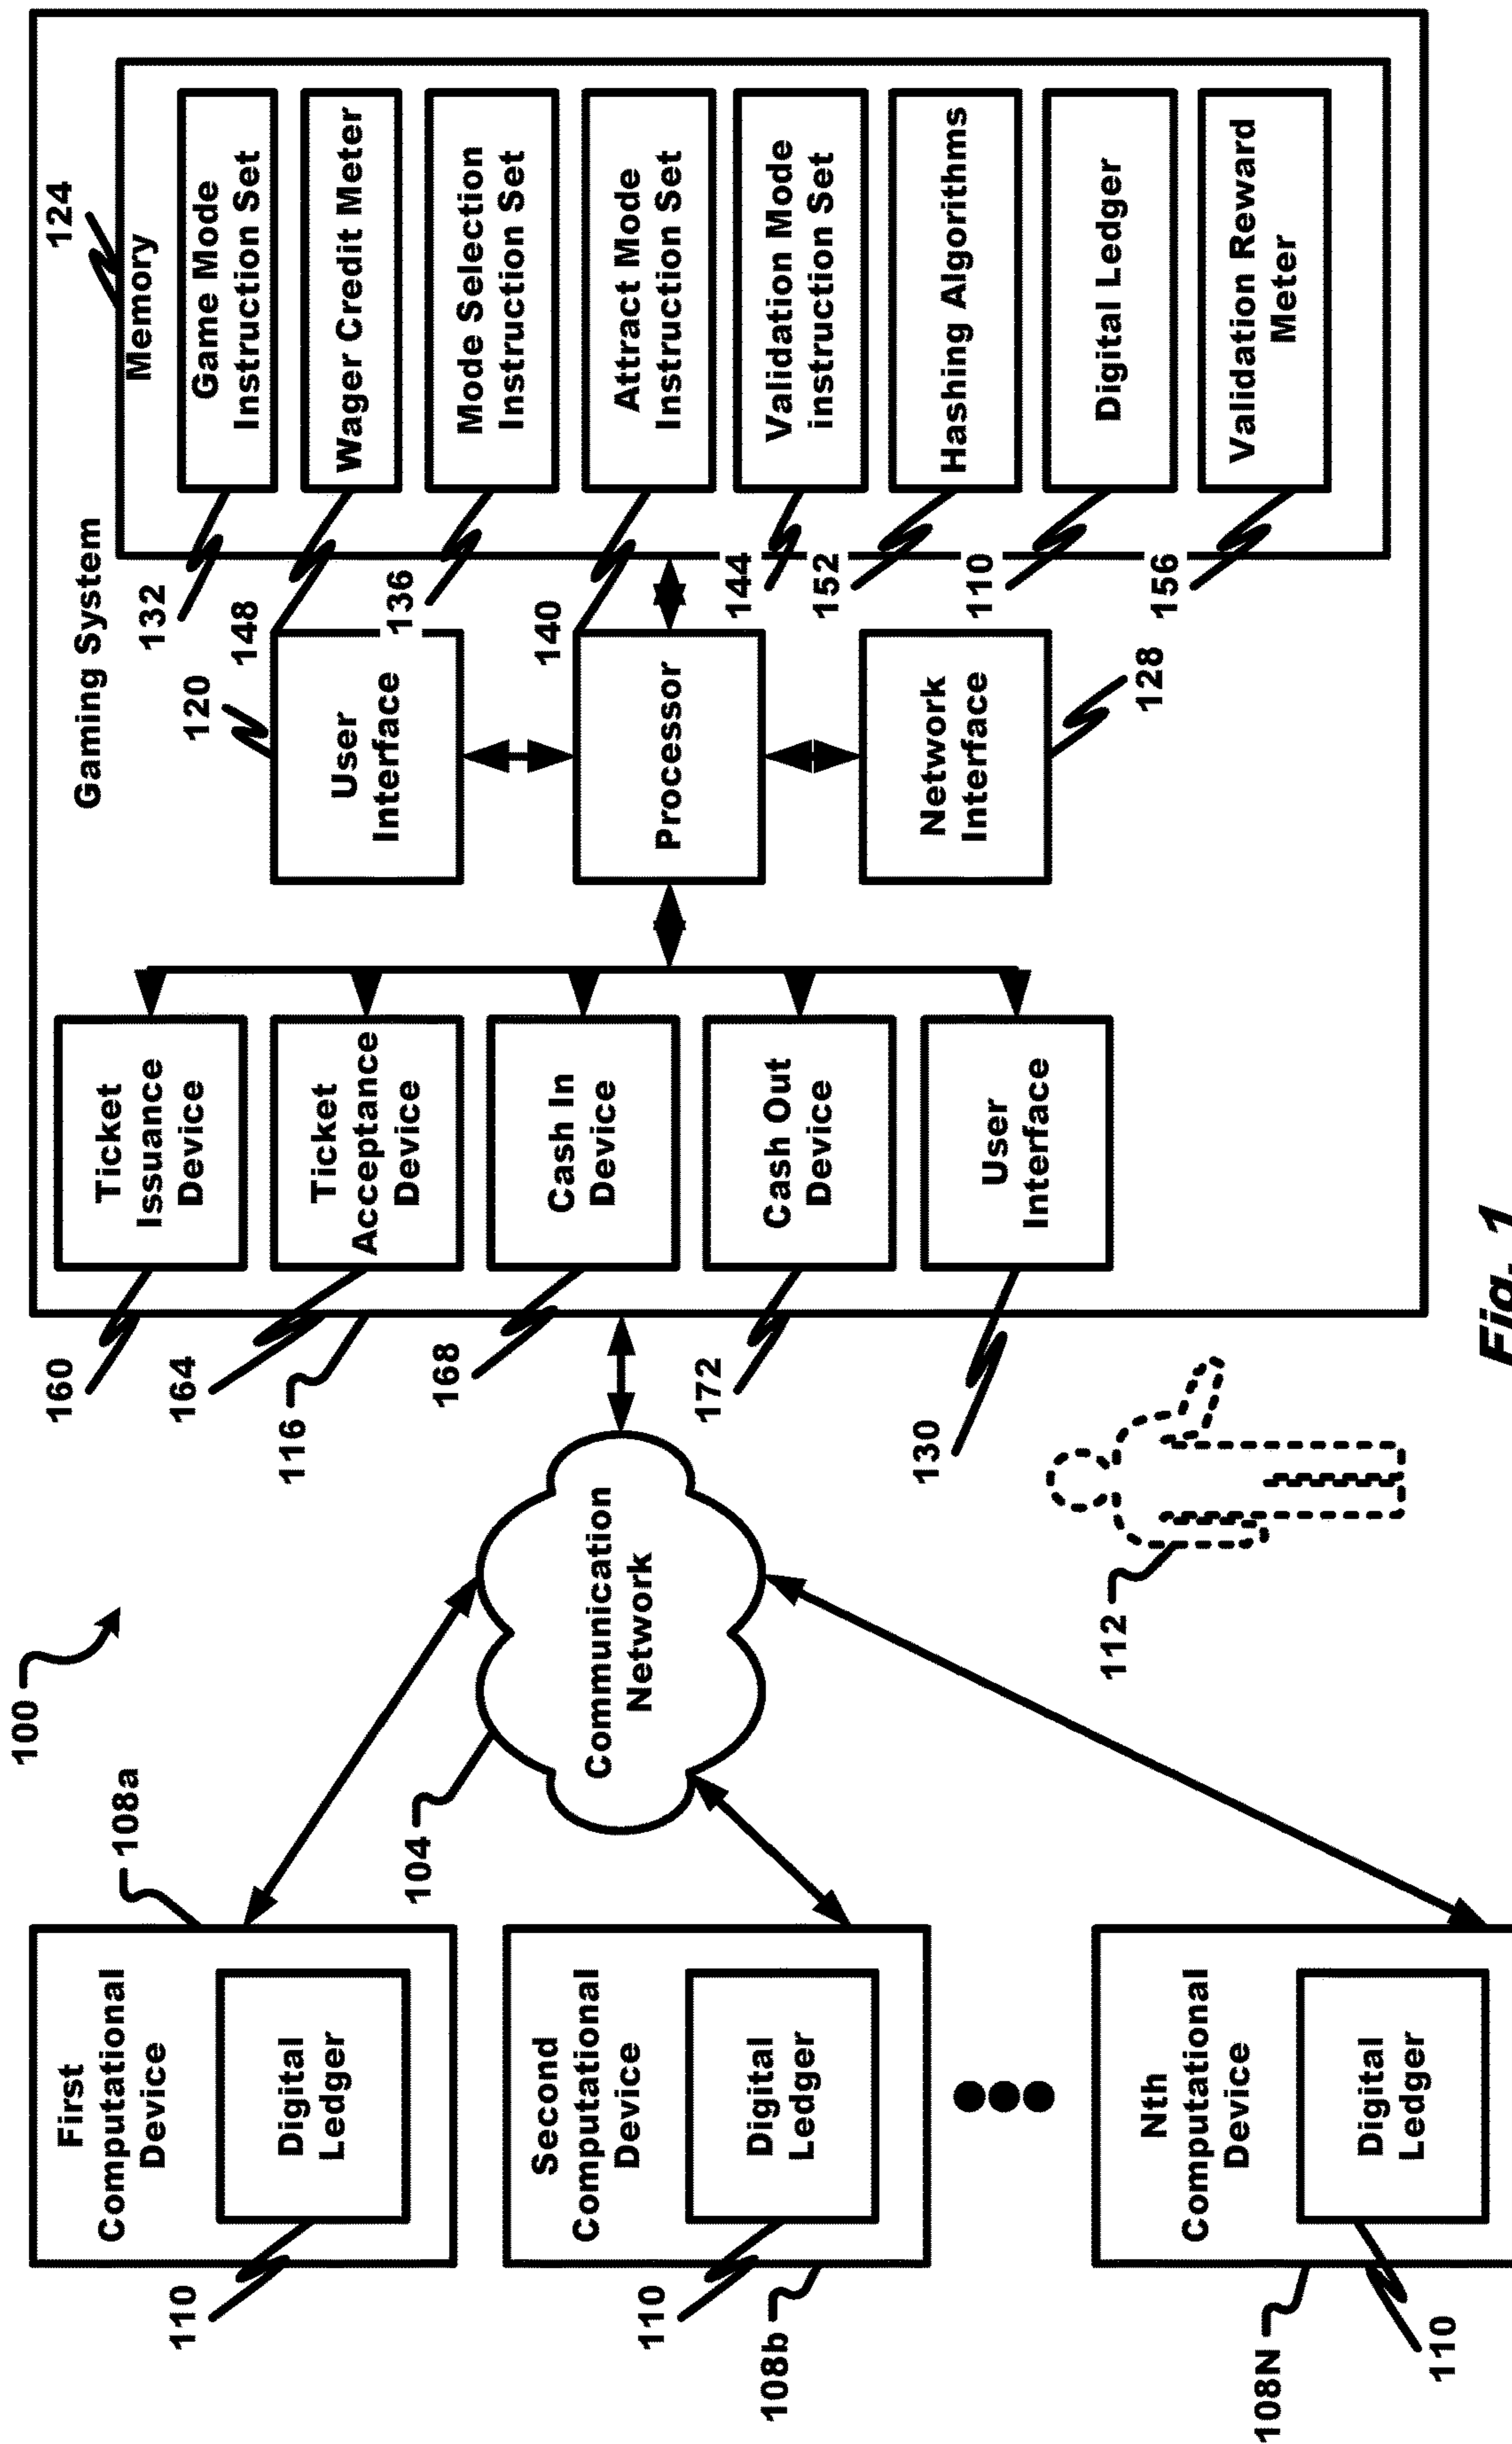 100
First
Computational
Device
Digital
Ledger
108a
110
Second
Computational
Device
Digital
Ledger
110
108b
Nth
Computational
Device
Digital
Ledger
108N
110
Communication
Network
104
112
116
Gaming System
Ticket
Issuance
Device
160
Ticket
Acceptance
Device
164
Cash In
Device
168
Cash Out
Device
172
User
Interface
130
User
Interface
120
Processor
Network
Interface
128
Memory
124
Game Mode
Instruction Set
132
Wager Credit Meter
148
Mode Selection
Instruction Set
136
Attract Mode
Instruction Set
140
Validation Mode
instruction Set
144
Hashing Algorithms
152
Digital Ledger
110
Validation Reward
Meter
156
Fig. 1